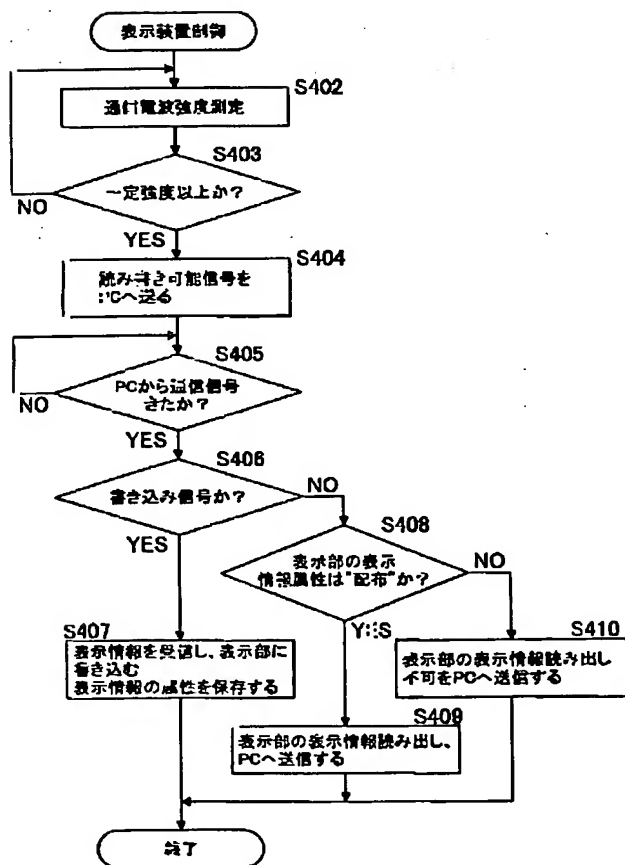 表示装置制御
S402
送付電波強度測定
S403
一定強度以上か?
NO
YES
S404
読み書き可能信号を
PCへ送る
S405
PCから送信信号
きたか?
NO
YES
S406
書き込み信号か?
NO
YES
S408
表示部の表示
情報属性は"配布"か?
NO
YES
S407
表示情報を受信し、表示部に
書き込む
表示情報の属性を保存する
S410
表示部の表示情報読み出し
不可をPCへ送信する
S409
表示部の表示情報読み出し、
PCへ送信する
終了